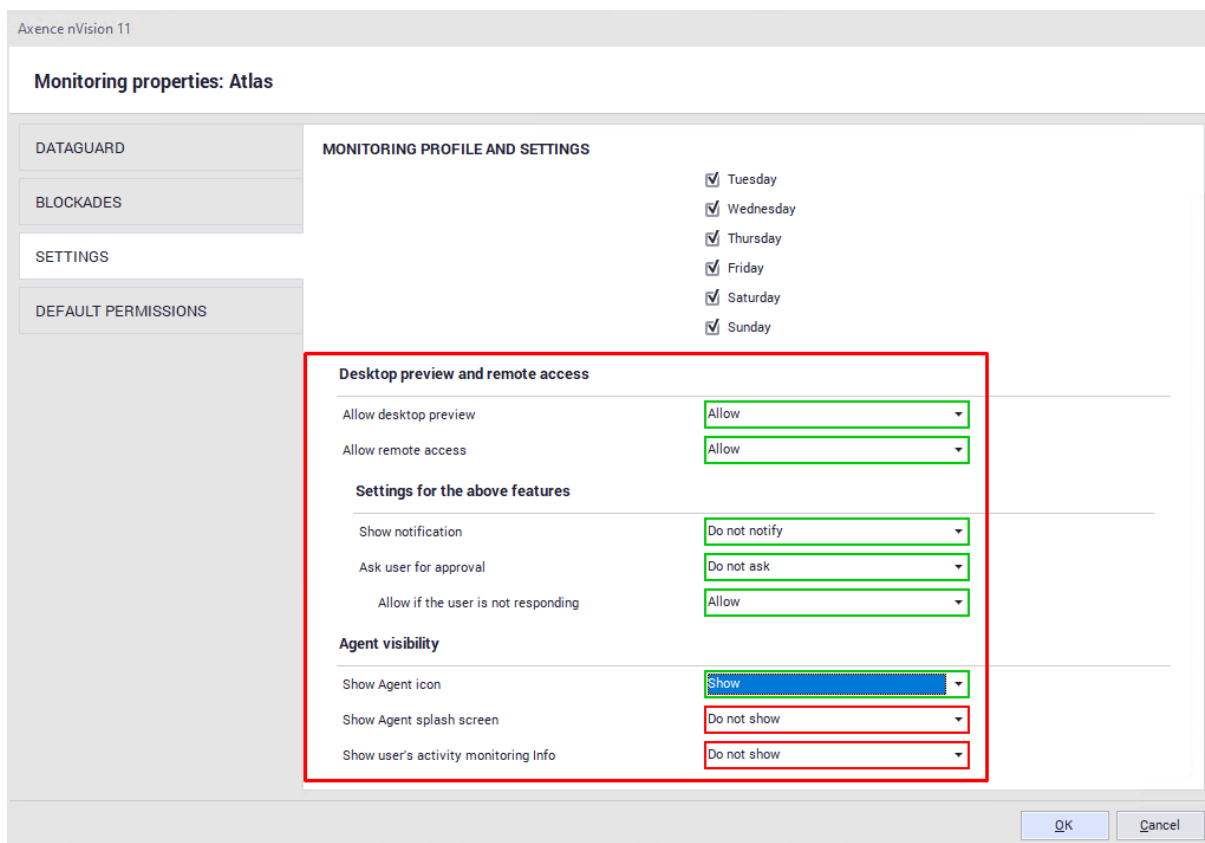 Axence nVision 11
Monitoring properties: Atlas
DATAGUARD
BLOCKADES
SETTINGS
DEFAULT PERMISSIONS
MONITORING PROFILE AND SETTINGS
Tuesday
Wednesday
Thursday
Friday
Saturday
Sunday
Desktop preview and remote access
Allow desktop preview Allow
Allow remote access Allow
Settings for the above features
Show notification Do not notify
Ask user for approval Do not ask
Allow if the user is not responding Allow
Agent visibility
Show Agent icon Show
Show Agent splash screen Do not show
Show user's activity monitoring Info Do not show
OK Cancel